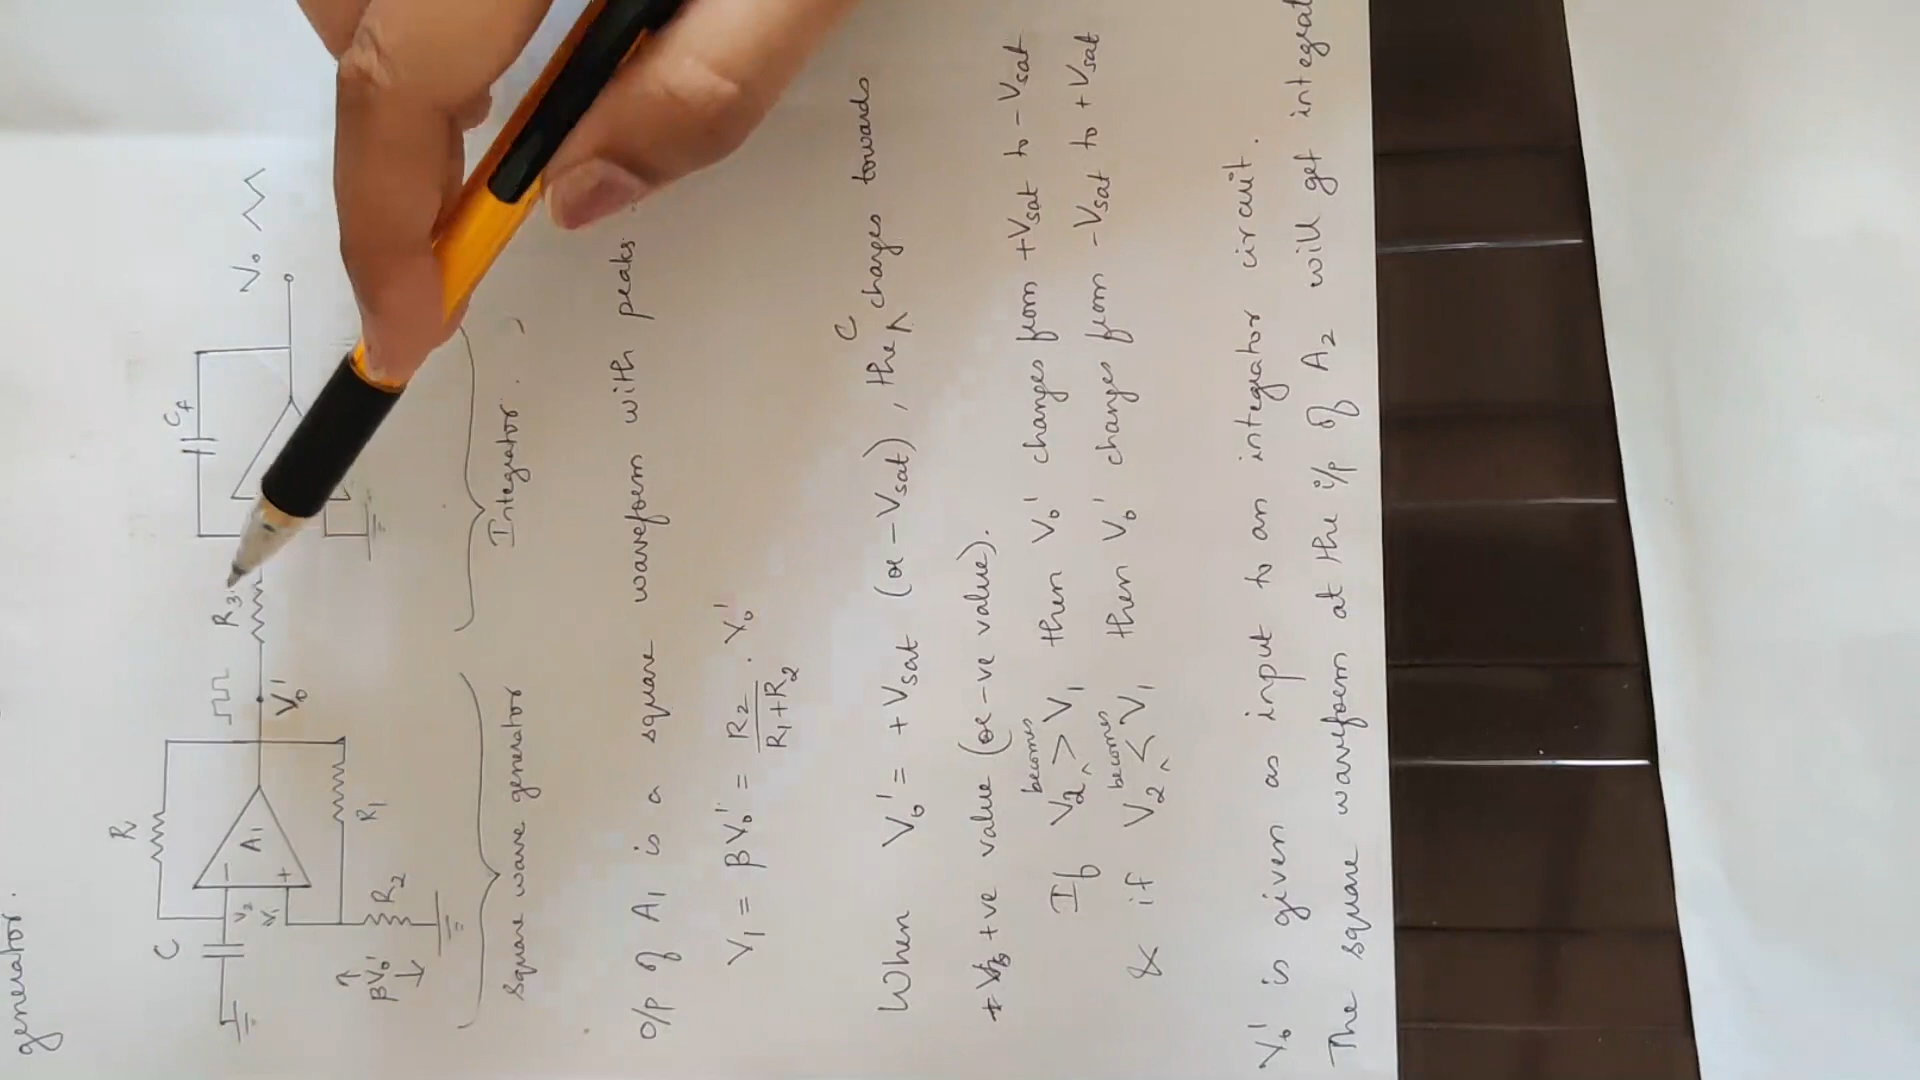 generator.
R
C
V2
V1
A1
R1
R2
βVo'
Vo'
R3
Cf
Vo
Square wave generator
Integrator.
O/P of A1 is a square waveform with peaks
V1 = βVo' = R2/(R1+R2) . Vo'
When Vo' = +Vsat (or -Vsat), the C charges towards
+ve value (or -ve value).
If V2 becomes > V1 then Vo' changes from +Vsat to -Vsat
& if V2 becomes < V1 then Vo' changes from -Vsat to +Vsat
Vo' is given as input to an integrator circuit.
The square waveform at the i/p of A2 will get integrat